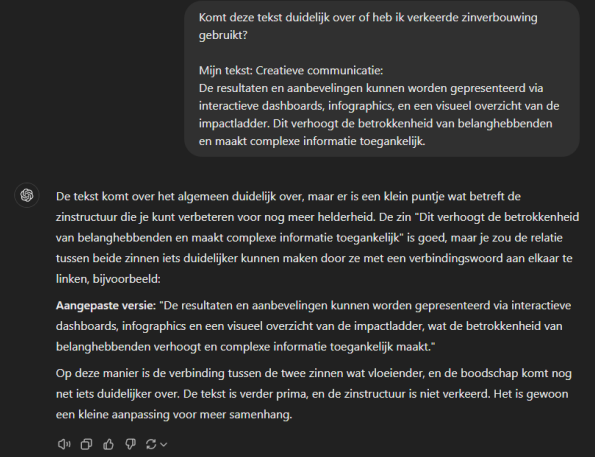 Komt deze tekst duidelijk over of heb ik verkeerde zinverbouwing
gebruikt?
Mijn tekst: Creatieve communicatie:
De resultaten en aanbevelingen kunnen worden gepresenteerd via
interactieve dashboards, infographics, en een visueel overzicht van de
impactladder. Dit verhoogt de betrokkenheid van belanghebbenden
en maakt complexe informatie toegankelijk.
De tekst komt over het algemeen duidelijk over, maar er is een klein puntje wat betreft de
zinstructuur die je kunt verbeteren voor nog meer helderheid. De zin "Dit verhoogt de betrokkenheid
van belanghebbenden en maakt complexe informatie toegankelijk" is goed, maar je zou de relatie
tussen beide zinnen iets duidelijker kunnen maken door ze met een verbindingswoord aan elkaar te
linken, bijvoorbeeld:
Aangepaste versie: "De resultaten en aanbevelingen kunnen worden gepresenteerd via interactieve
dashboards, infographics en een visueel overzicht van de impactladder, wat de betrokkenheid van
belanghebbenden verhoogt en complexe informatie toegankelijk maakt."
Op deze manier is de verbinding tussen de twee zinnen wat vloeiender, en de boodschap komt nog
net iets duidelijker over. De tekst is verder prima, en de zinstructuur is niet verkeerd. Het is gewoon
een kleine aanpassing voor meer samenhang.